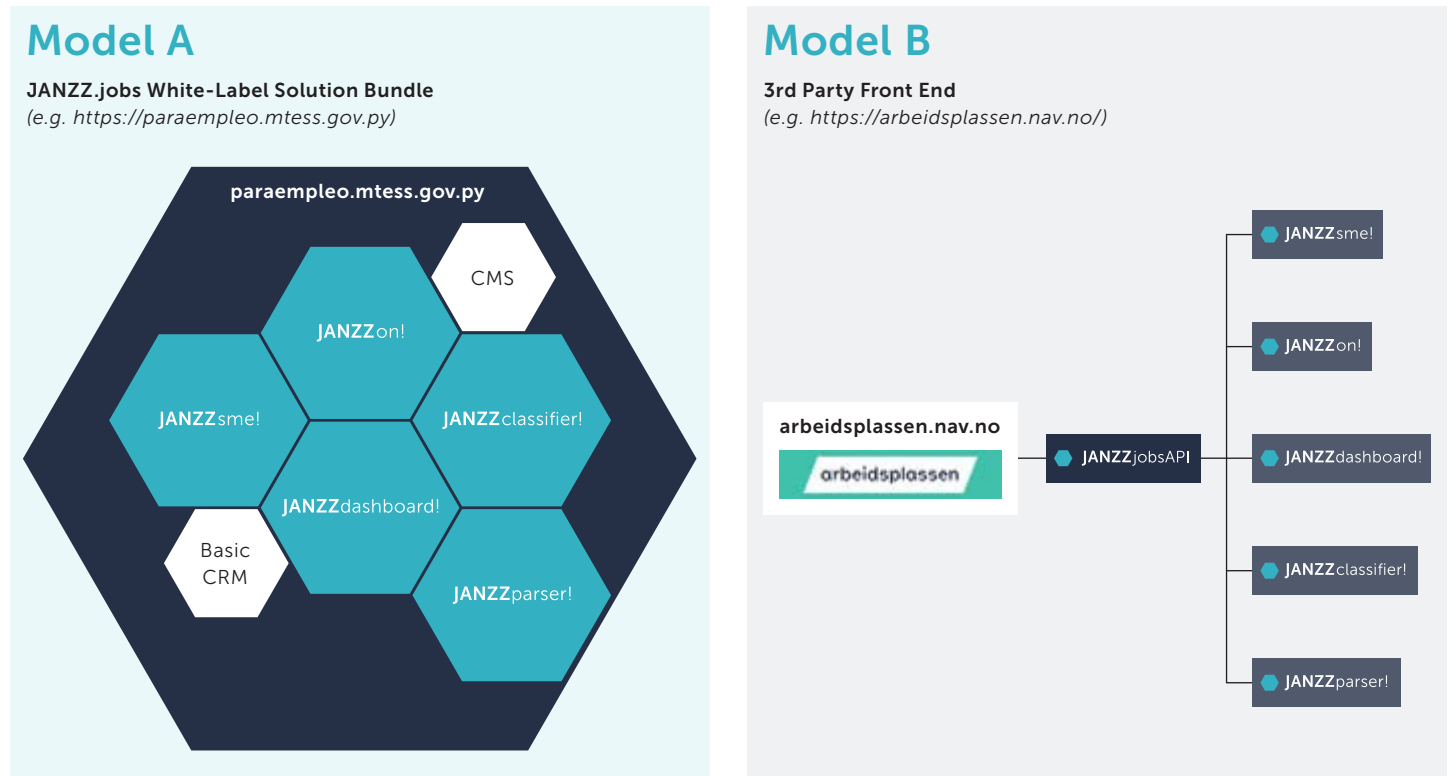 Model A
JANZZ.jobs White-Label Solution Bundle
(e.g. https://paraempleo.mtess.gov.py)
paraempleo.mtess.gov.py
CMS
JANZZon!
JANZZsme!
JANZZclassifier!
JANZZdashboard!
Basic
CRM
JANZZparser!
Model B
3rd Party Front End
(e.g. https://arbeidsplassen.nav.no/)
arbeidsplassen.nav.no
arbeidsplassen
JANZZjobsAPI
JANZZsme!
JANZZon!
JANZZdashboard!
JANZZclassifier!
JANZZparser!